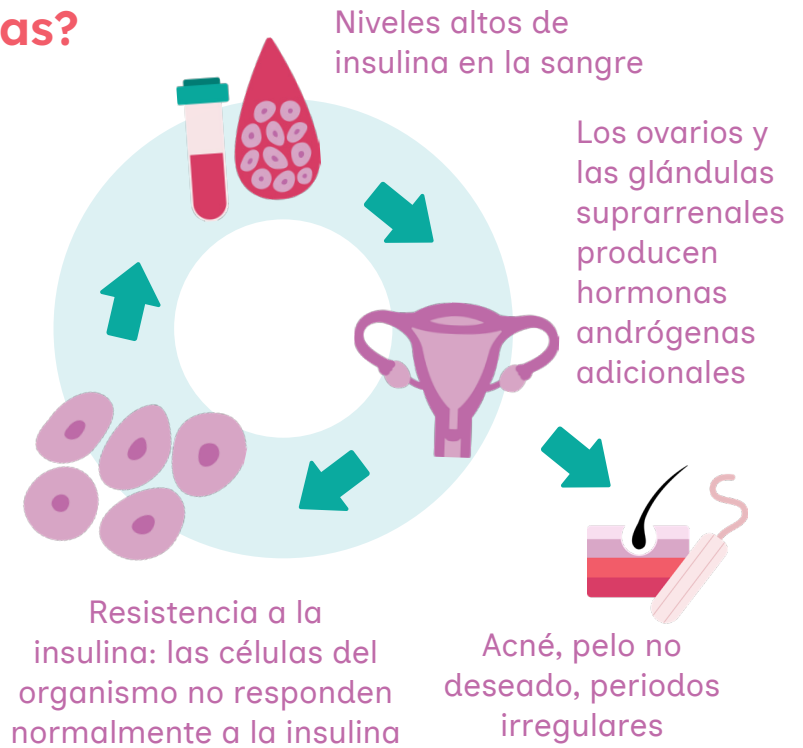 as?
Niveles altos de
insulina en la sangre
Los ovarios y
las glándulas
suprarrenales
producen
hormonas
andrógenas
adicionales
Resistencia a la
insulina: las células del
organismo no responden
normalmente a la insulina
Acné, pelo no
deseado, periodos
irregulares